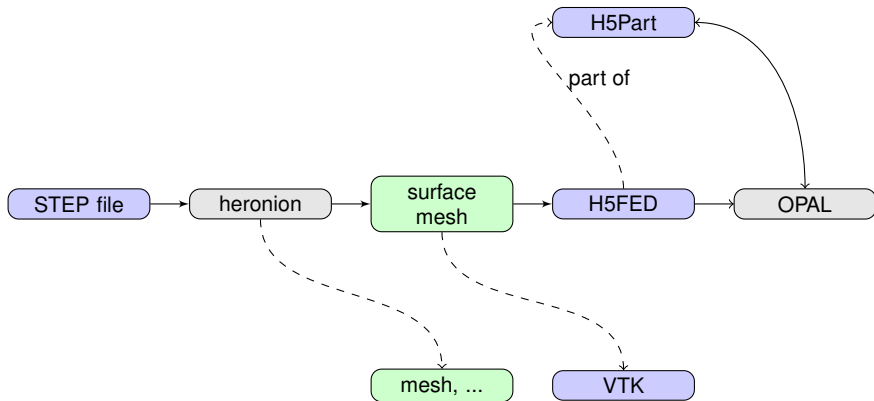 H5Part
part of
STEP file
heronion
surface
mesh
H5FED
OPAL
mesh, ...
VTK